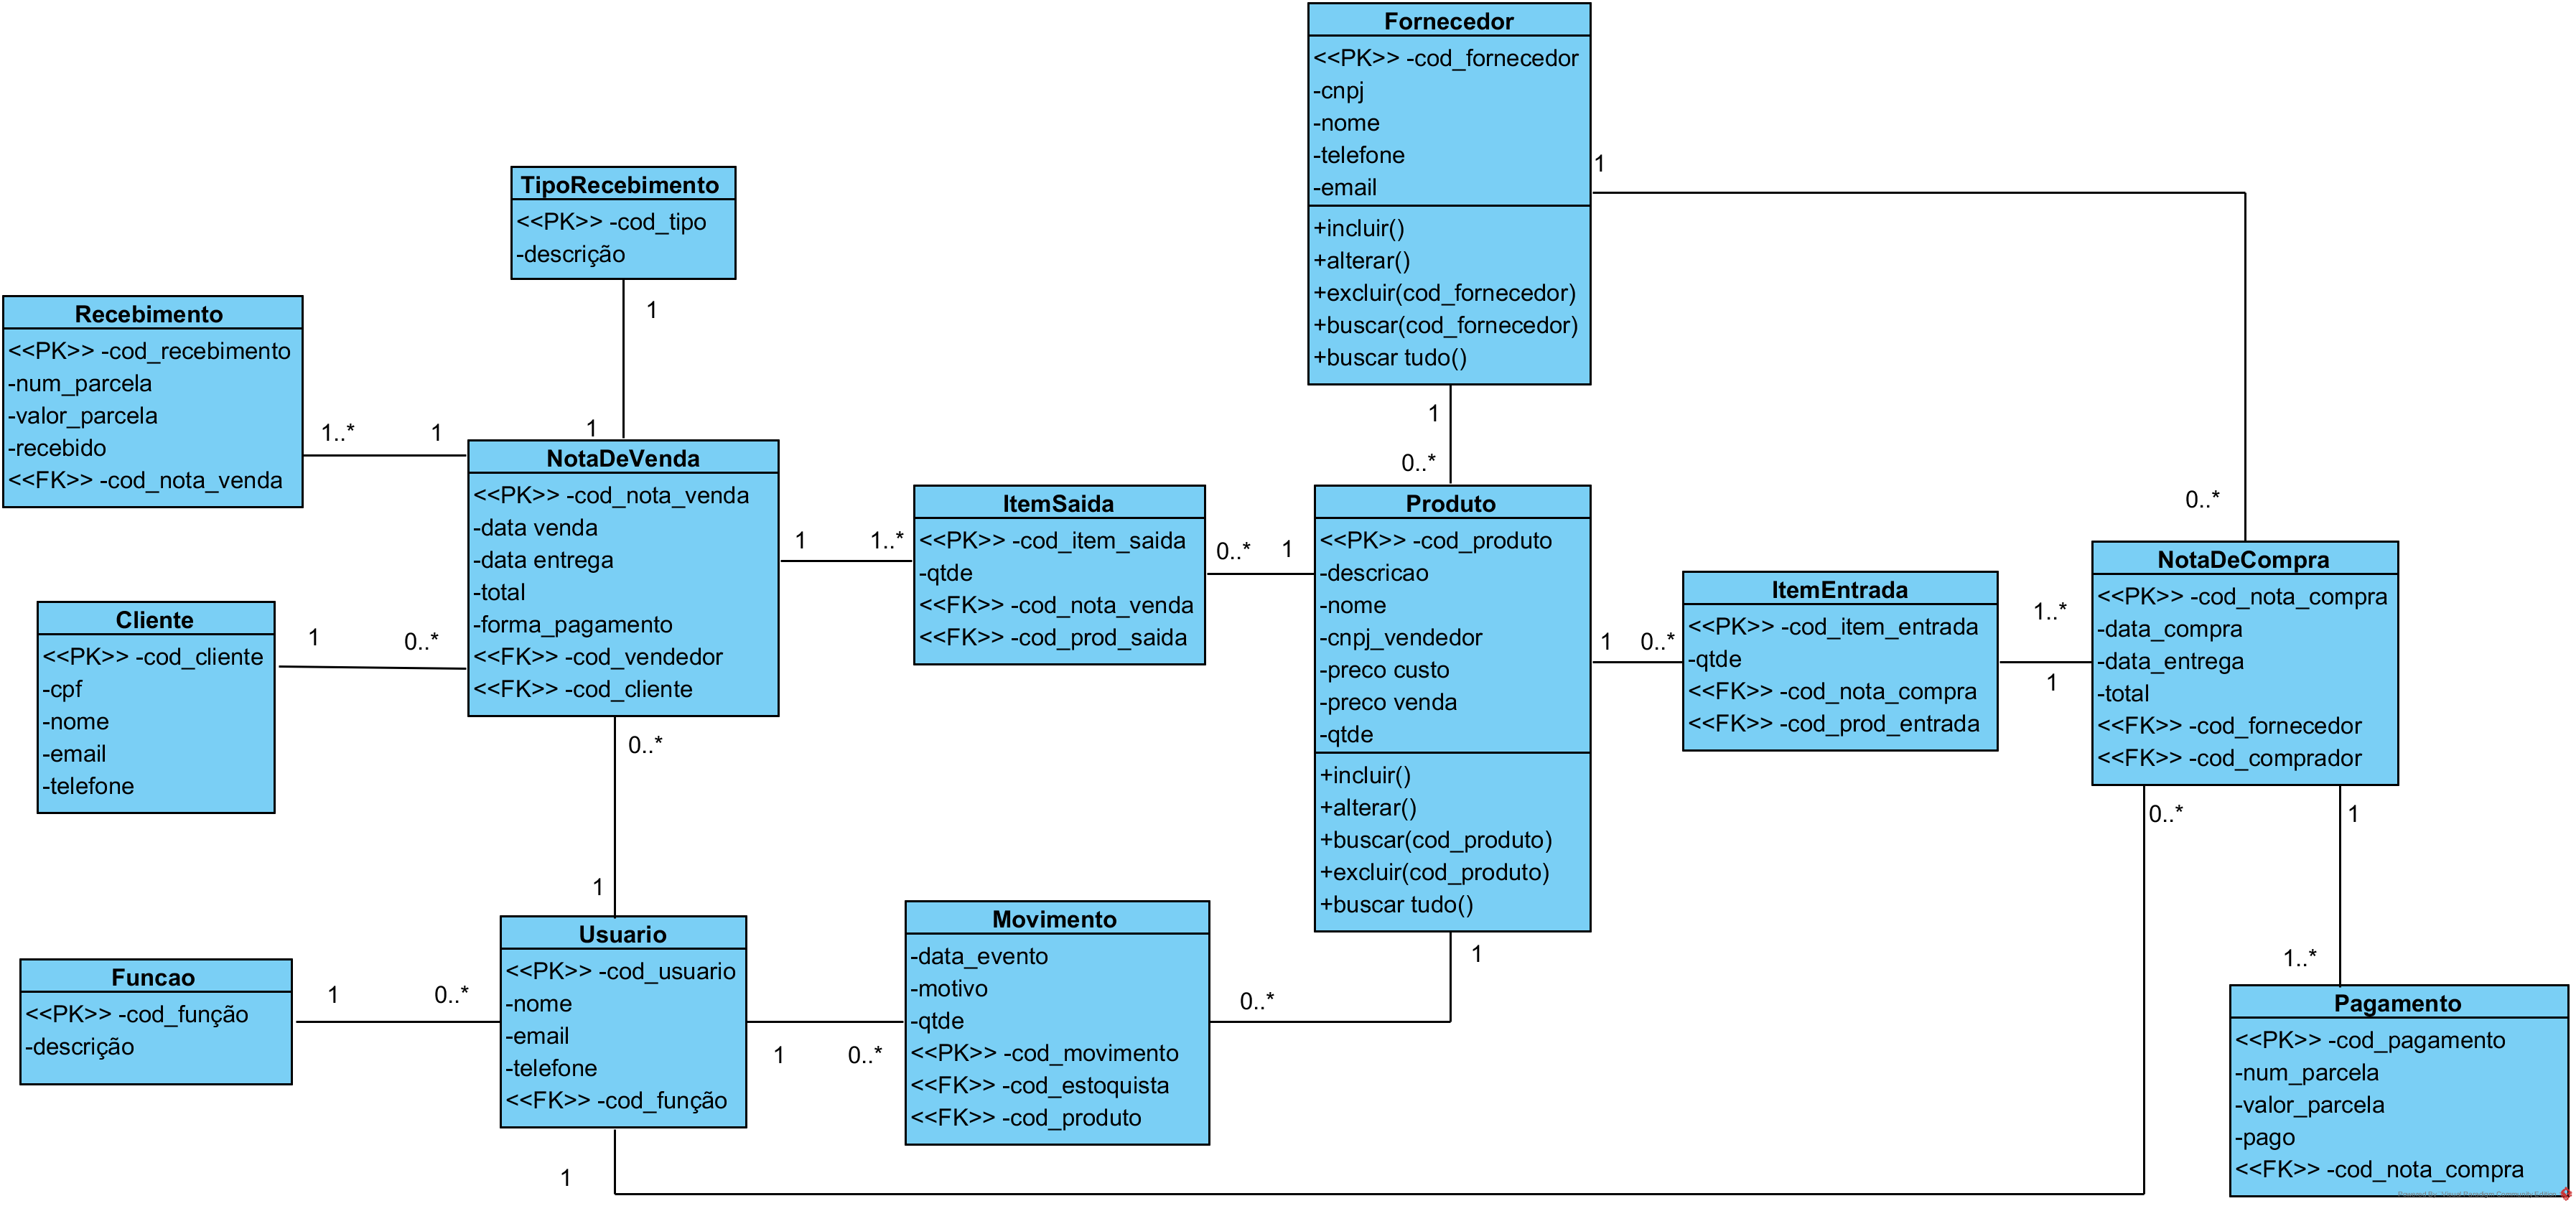 Fornecedor
<<PK>> -cod_fornecedor
-cnpj
-nome
-telefone
-email
+incluir()
+alterar()
+excluir(cod_fornecedor)
+buscar(cod_fornecedor)
+buscar tudo()
1
1
0..*
0..*
TipoRecebimento
<<PK>> -cod_tipo
-descrição
1
1
Recebimento
<<PK>> -cod_recebimento
-num_parcela
-valor_parcela
-recebido
<<FK>> -cod_nota_venda
1..*
1
NotaDeVenda
<<PK>> -cod_nota_venda
-data venda
-data entrega
-total
-forma_pagamento
<<FK>> -cod_vendedor
<<FK>> -cod_cliente
1
1..*
ItemSaida
<<PK>> -cod_item_saida
-qtde
<<FK>> -cod_nota_venda
<<FK>> -cod_prod_saida
0..*
1
Produto
<<PK>> -cod_produto
-descricao
-nome
-cnpj_vendedor
-preco custo
-preco venda
-qtde
+incluir()
+alterar()
+buscar(cod_produto)
+excluir(cod_produto)
+buscar tudo()
1
0..*
ItemEntrada
<<PK>> -cod_item_entrada
-qtde
<<FK>> -cod_nota_compra
<<FK>> -cod_prod_entrada
1..*
1
NotaDeCompra
<<PK>> -cod_nota_compra
-data_compra
-data_entrega
-total
<<FK>> -cod_fornecedor
<<FK>> -cod_comprador
0..*
1
Cliente
<<PK>> -cod_cliente
-cpf
-nome
-email
-telefone
1
0..*
0..*
1
Funcao
<<PK>> -cod_função
-descrição
1
0..*
Usuario
<<PK>> -cod_usuario
-nome
-email
-telefone
<<FK>> -cod_função
1
0..*
1
Movimento
-data_evento
-motivo
-qtde
<<PK>> -cod_movimento
<<FK>> -cod_estoquista
<<FK>> -cod_produto
0..*
1
1..*
Pagamento
<<PK>> -cod_pagamento
-num_parcela
-valor_parcela
-pago
<<FK>> -cod_nota_compra